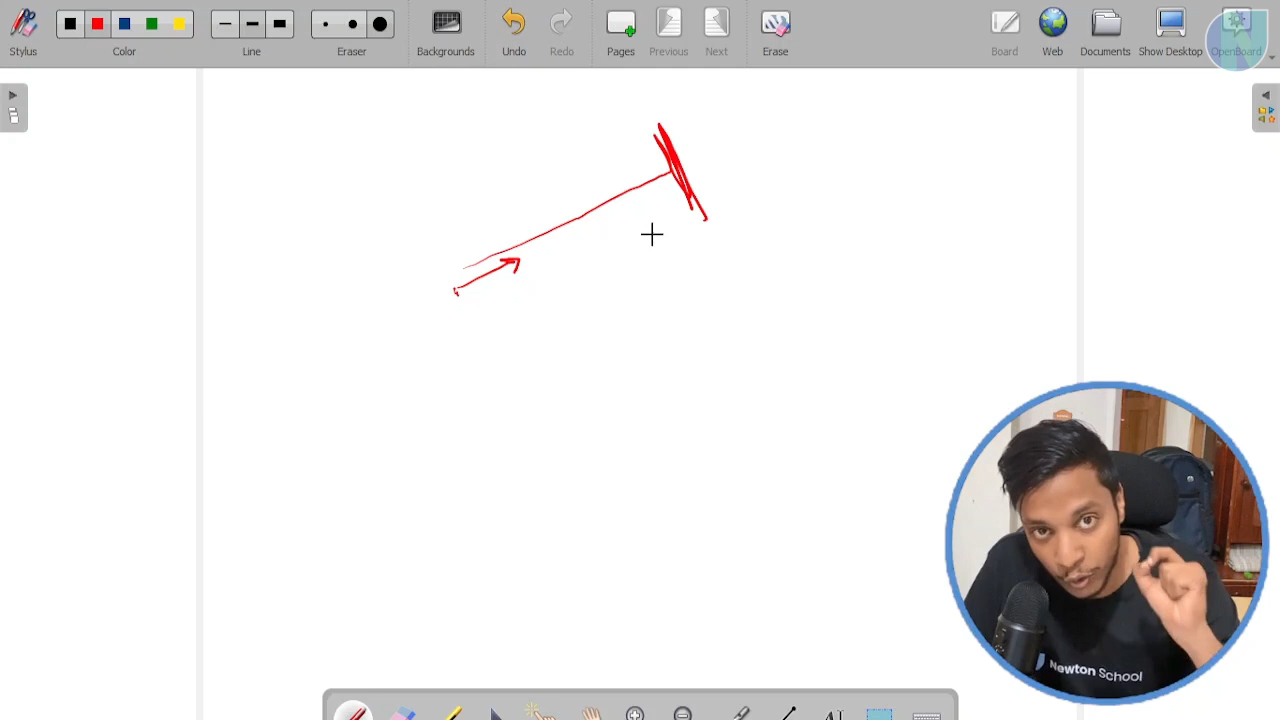 Stylus
Color
Line
Eraser
Backgrounds
Undo
Redo
Pages
Previous
Next
Erase
Board
Web
Documents
Show Desktop
OpenBoard
Newton School